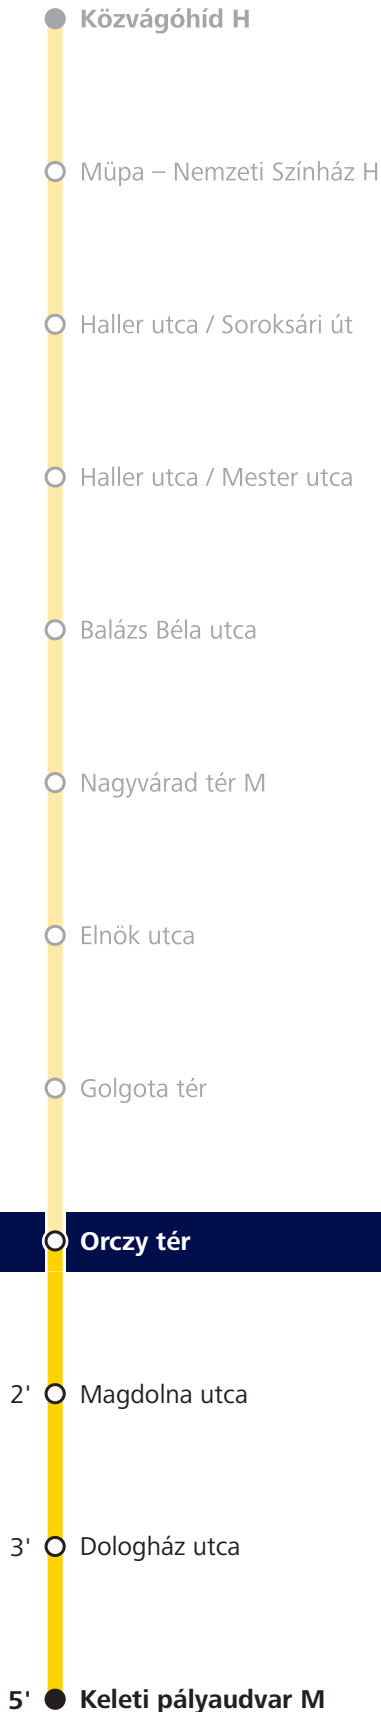 Közvágóhíd H
Müpa – Nemzeti Színház H
Haller utca / Soroksári út
Haller utca / Mester utca
Balázs Béla utca
Nagyvárad tér M
Elnök utca
Golgota tér
Orczy tér
2' Magdolna utca
3' Dologház utca
5' Keleti pályaudvar M